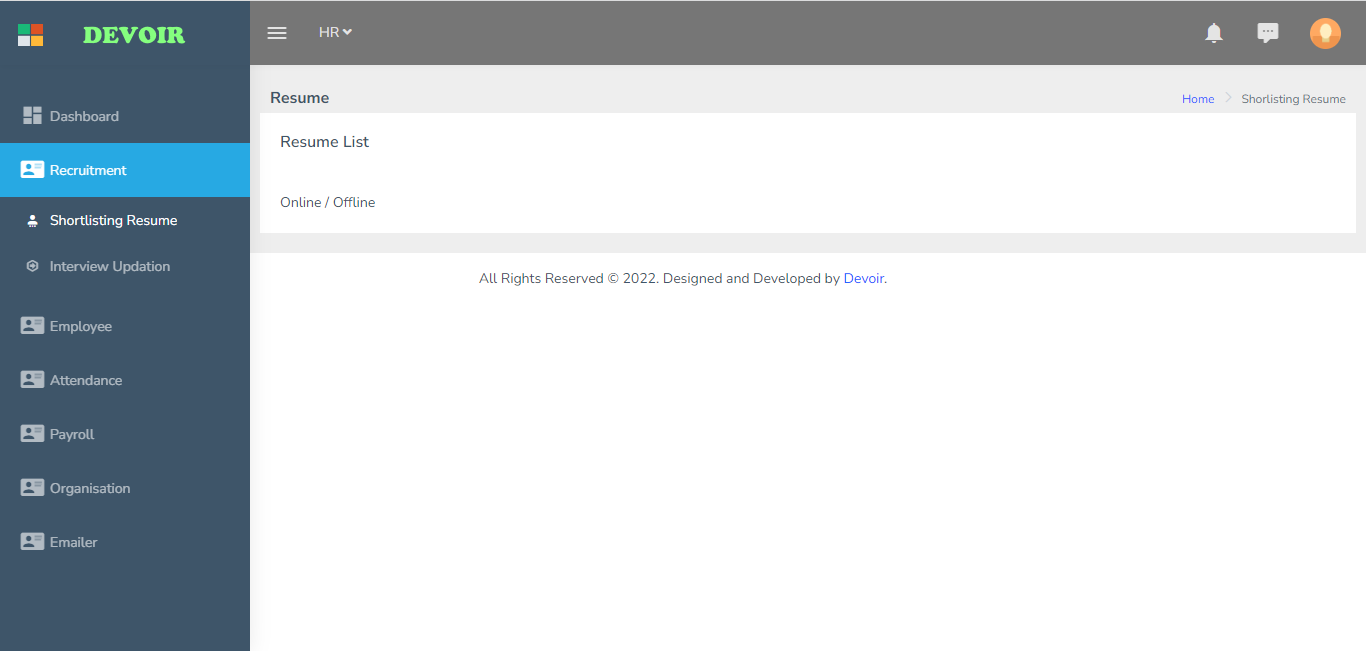 DEVOIR
HR
Dashboard
Recruitment
Shortlisting Resume
Interview Updation
Employee
Attendance
Payroll
Organisation
Emailer
Resume
Home Shorlisting Resume
Resume List
Online / Offline
All Rights Reserved © 2022. Designed and Developed by Devoir.